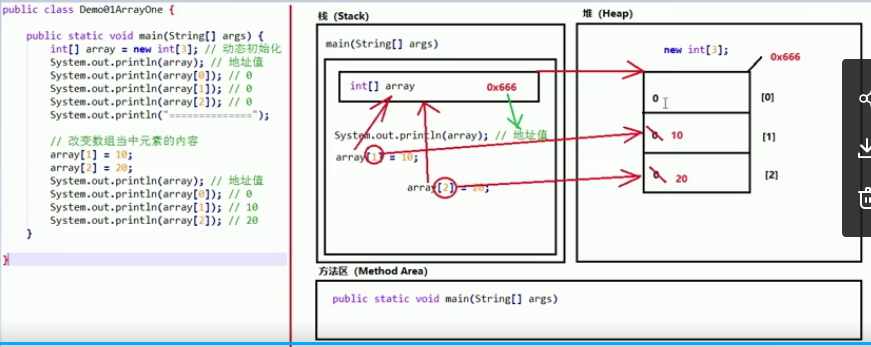 public class Demo01ArrayOne {
public static void main(String[] args) {
int[] array = new int[3]; // 动态初始化
System.out.println(array); // 地址值
System.out.println(array[0]); // 0
System.out.println(array[1]); // 0
System.out.println(array[2]); // 0
System.out.println("==============");
// 改变数组当中元素的内容
array[1] = 10;
array[2] = 20;
System.out.println(array); // 地址值
System.out.println(array[0]); // 0
System.out.println(array[1]); // 10
System.out.println(array[2]); // 20
}
}
栈（Stack）
main(String[] args)
int[] array 0x666
System.out.println(array); // 地址值
array[1] = 10;
array[2] = 20;
堆（Heap）
new int[3];
0x666
0 [0]
0 10 [1]
0 20 [2]
方法区（Method Area）
public static void main(String[] args)